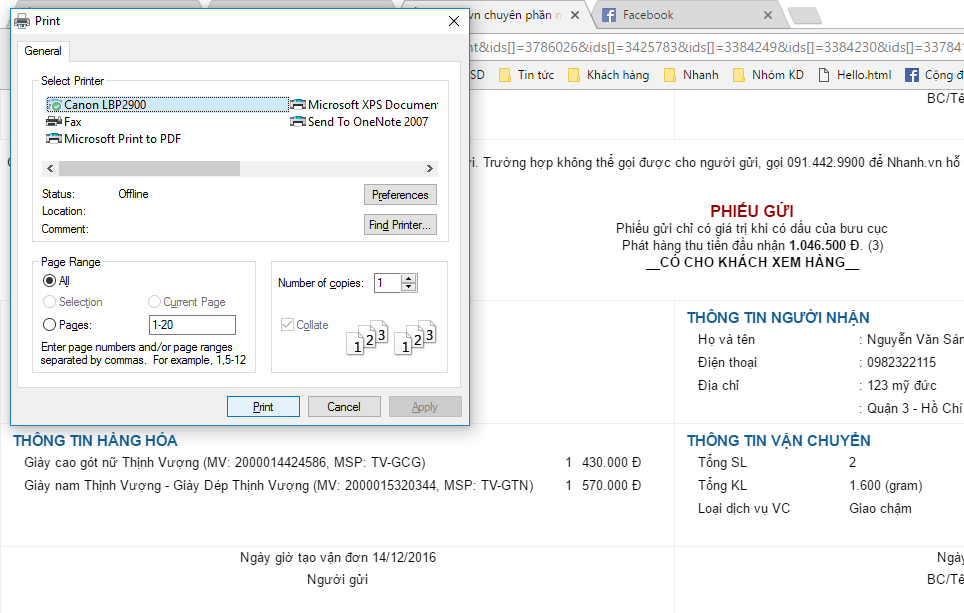 Print
General
Select Printer
Canon LBP2900
Microsoft XPS Documen
Fax
Send To OneNote 2007
Microsoft Print to PDF
Status: Offline
Preferences
Location:
Comment:
Find Printer...
Page Range
All
Selection
Current Page
Pages: 1-20
Enter page numbers and/or page ranges
separated by commas. For example, 1,5-12
Number of copies: 1
Collate
1 2 3 1 2 3
Print
Cancel
Apply
vn chuyên phần
Facebook
nt&ids[]=3786026&ids[]=3425783&ids[]=3384249&ids[]=3384230&ids[]=337841
SD Tin tức Khách hàng Nhanh Nhóm KD Hello.html Cộng đ
BC/Tê
i. Trường hợp không thể gọi được cho người gửi, gọi 091.442.9900 để Nhanh.vn hỗ
PHIẾU GỬI
Phiếu gửi chỉ có giá trị khi có dấu của bưu cục
Phát hàng thu tiền đầu nhận 1.046.500 Đ. (3)
__CÓ CHO KHÁCH XEM HÀNG__
THÔNG TIN NGƯỜI NHẬN
Họ và tên : Nguyễn Văn Sán
Điện thoại : 0982322115
Địa chỉ : 123 mỹ đức
: Quận 3 - Hồ Chí
THÔNG TIN HÀNG HÓA
Giày cao gót nữ Thịnh Vượng (MV: 2000014424586, MSP: TV-GCG) 1 430.000 Đ
Giày nam Thịnh Vượng - Giày Dép Thịnh Vượng (MV: 2000015320344, MSP: TV-GTN) 1 570.000 Đ
THÔNG TIN VẬN CHUYỂN
Tổng SL 2
Tổng KL 1.600 (gram)
Loại dịch vụ VC Giao chậm
Ngày giờ tạo vận đơn 14/12/2016
Người gửi
Ngày
BC/Tê